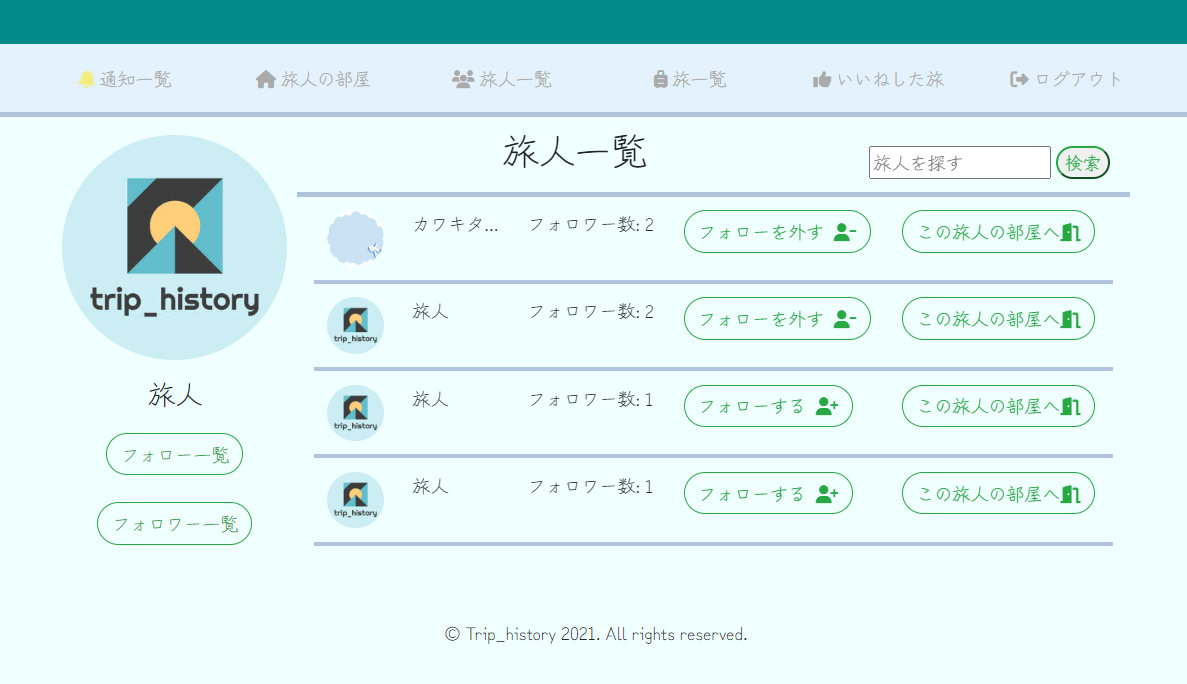 通知一覧 旅人の部屋 旅人一覧 旅一覧 いいねした旅 ログアウト
旅人一覧
旅人を探す 検索
trip_history
旅人
フォロー一覧
フォロワー一覧
カワキタ... フォロワー数: 2 フォローを外す この旅人の部屋へ
trip_history
旅人 フォロワー数: 2 フォローを外す この旅人の部屋へ
trip_history
旅人 フォロワー数: 1 フォローする この旅人の部屋へ
trip_history
旅人 フォロワー数: 1 フォローする この旅人の部屋へ
© Trip_history 2021. All rights reserved.